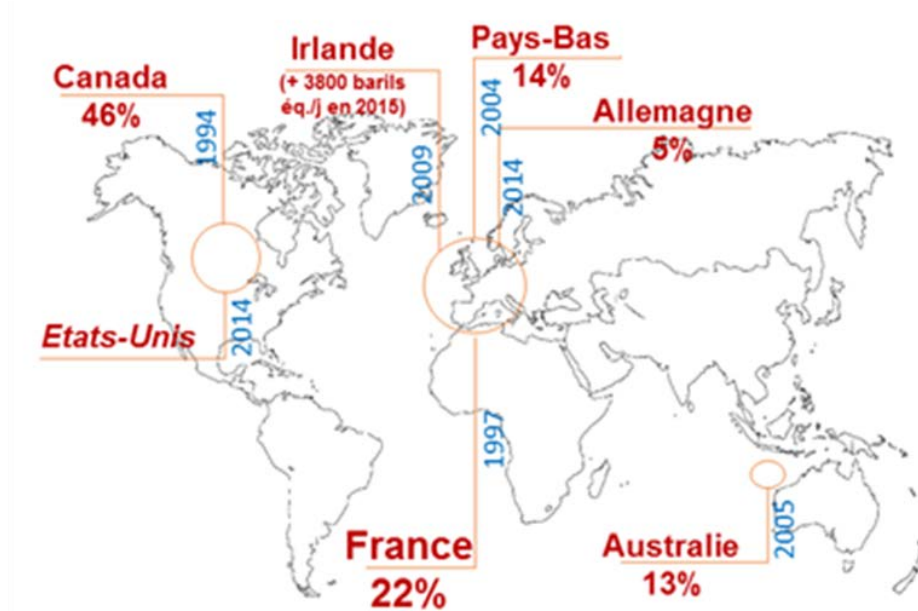 Canada
46%
1994
Irlande
(+ 3800 barils
éq./j en 2015)
2009
Pays-Bas
14%
2004
Allemagne
5%
2014
Etats-Unis
2014
France
22%
1997
Australie
13%
2005